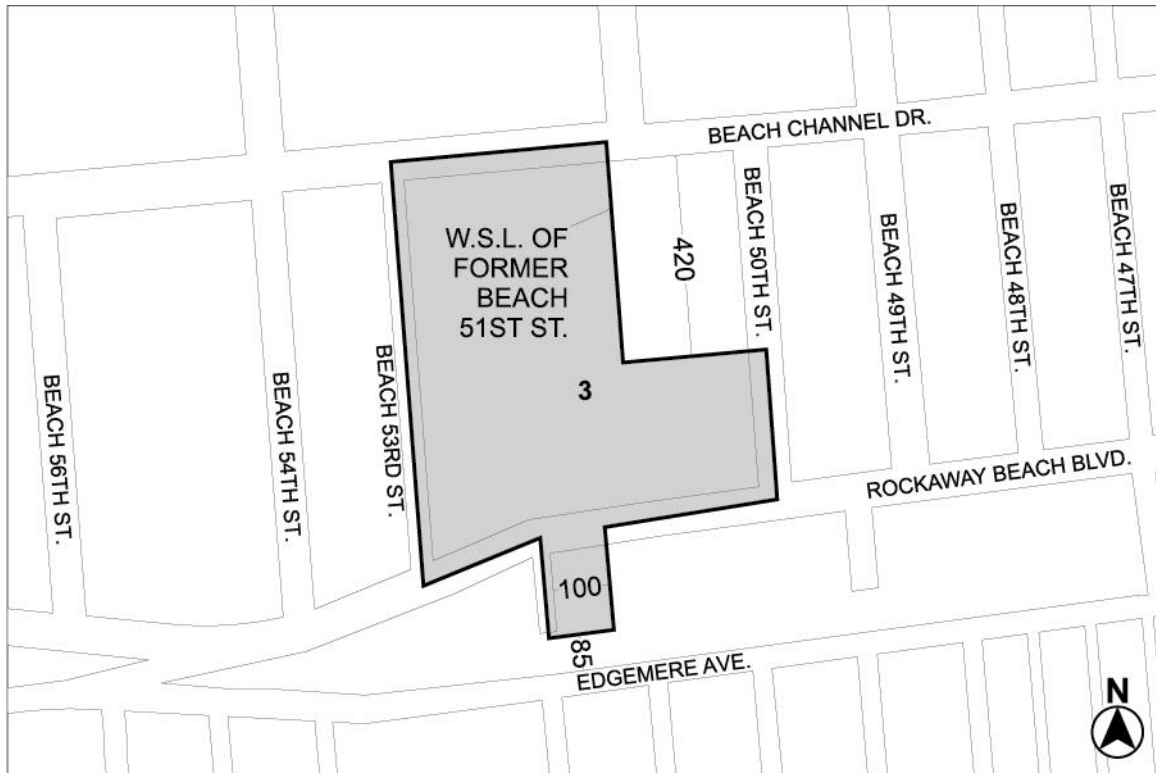 BEACH CHANNEL DR.
W.S.L. OF
FORMER
BEACH
51ST ST.
420
BEACH 50TH ST.
BEACH 49TH ST.
BEACH 48TH ST.
BEACH 47TH ST.
BEACH 56TH ST.
BEACH 54TH ST.
BEACH 53RD ST.
3
ROCKAWAY BEACH BLVD.
100
85
EDGEMERE AVE.
N